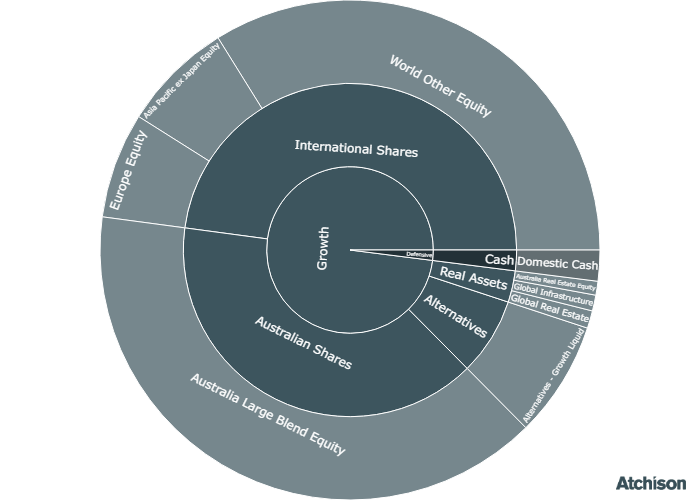 World Other Equity
Asia Pacific ex Japan Equity
Europe Equity
International Shares
Growth
Defensive
Cash
Domestic Cash
Real Assets
Australia Real Estate Equity
Global Infrastructure
Global Real Estate
Alternatives
Alternatives - Growth Liquid
Australian Shares
Australia Large Blend Equity
Atchison